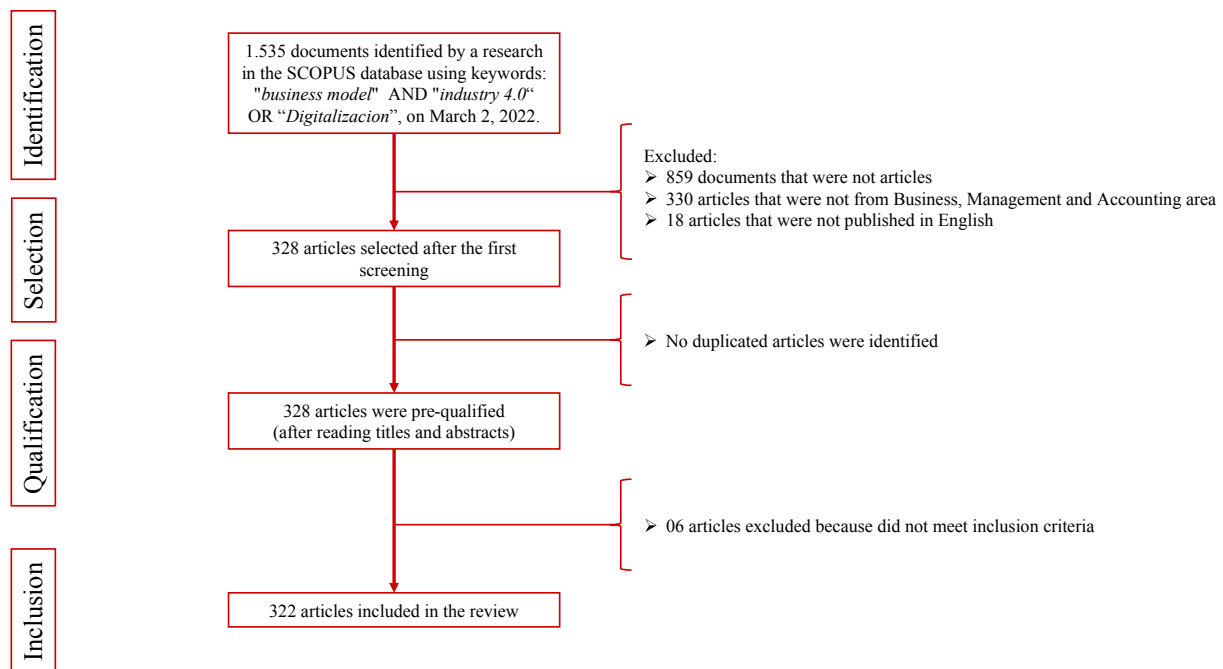 Identification
1.535 documents identified by a research
in the SCOPUS database using keywords:
"business model" AND "industry 4.0“
OR “Digitalizacion”, on March 2, 2022.
Excluded:
➢ 859 documents that were not articles
➢ 330 articles that were not from Business, Management and Accounting area
➢ 18 articles that were not published in English
Selection
328 articles selected after the first
screening
➢ No duplicated articles were identified
Qualification
328 articles were pre-qualified
(after reading titles and abstracts)
➢ 06 articles excluded because did not meet inclusion criteria
Inclusion
322 articles included in the review